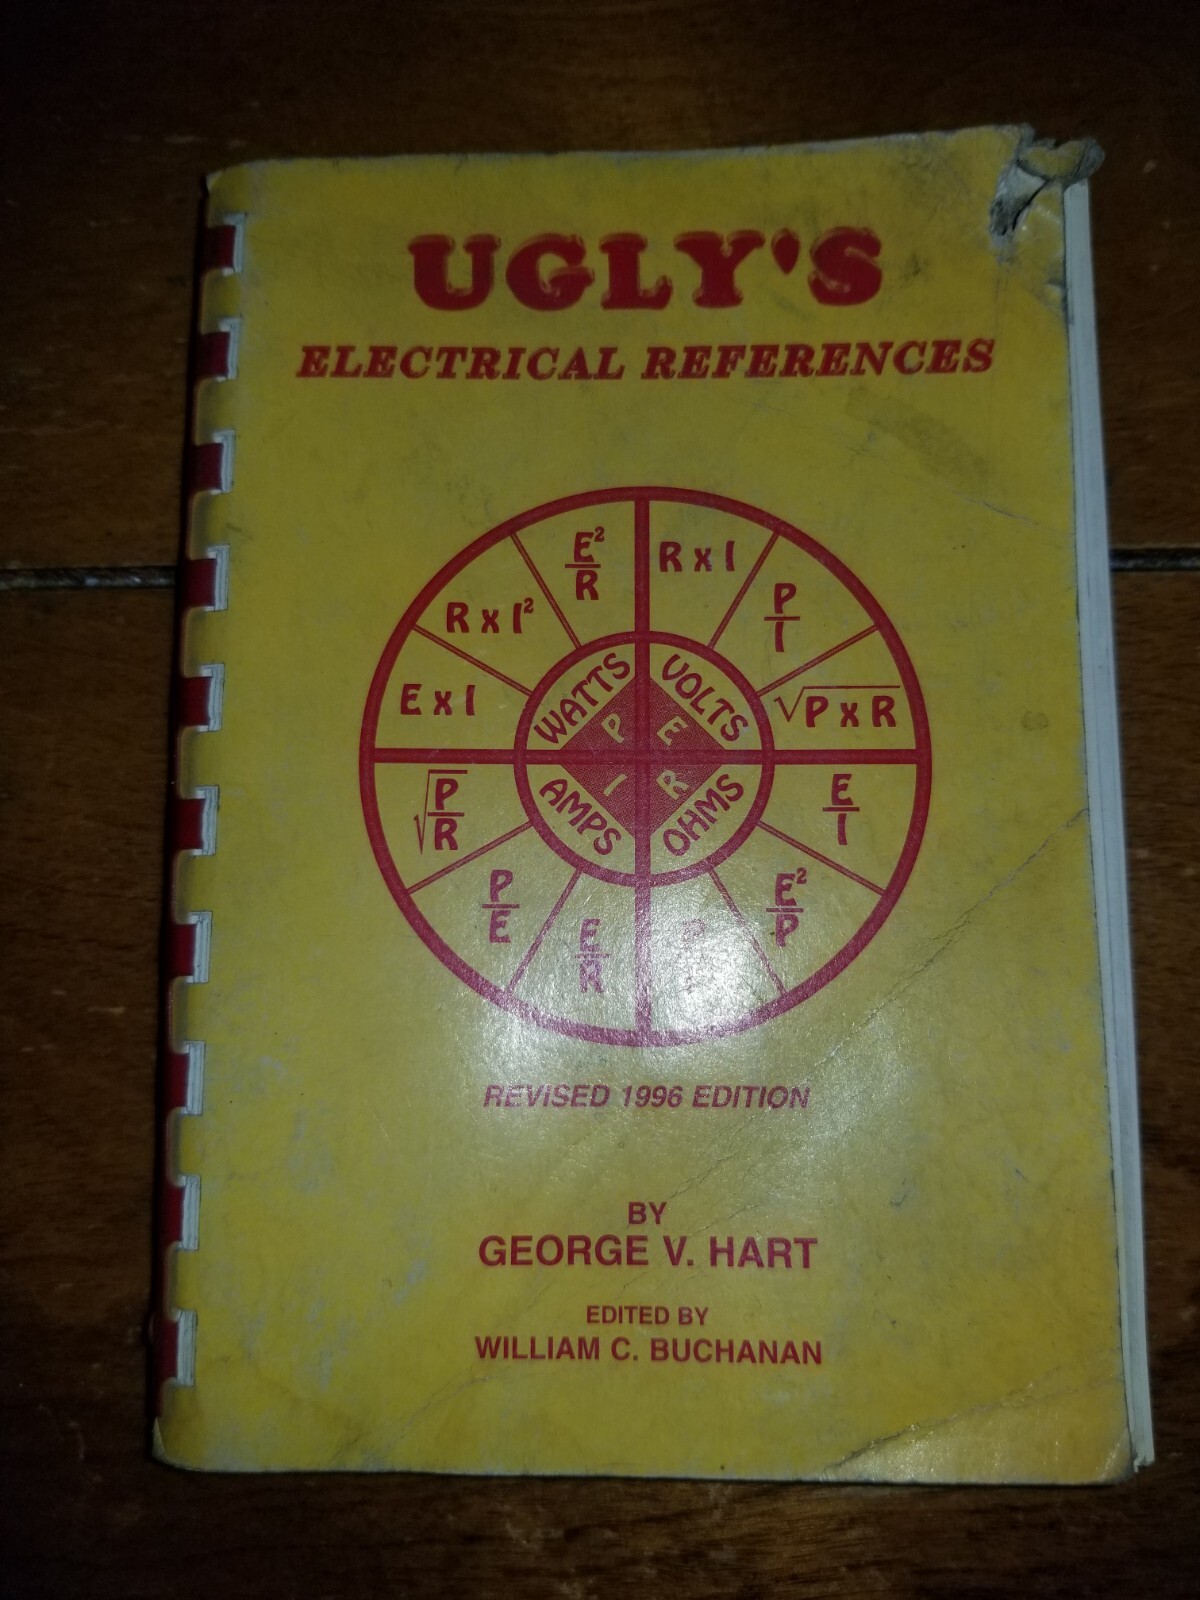 UGLY'S
ELECTRICAL REFERENCES
E²/R
R x I
R x I²
P/I
E x I
√P x R
WATTS
VOLTS
P
E
I
R
AMPS
OHMS
√P/R
E/I
P/E
E²/P
E/R
REVISED 1996 EDITION
BY
GEORGE V. HART
EDITED BY
WILLIAM C. BUCHANAN